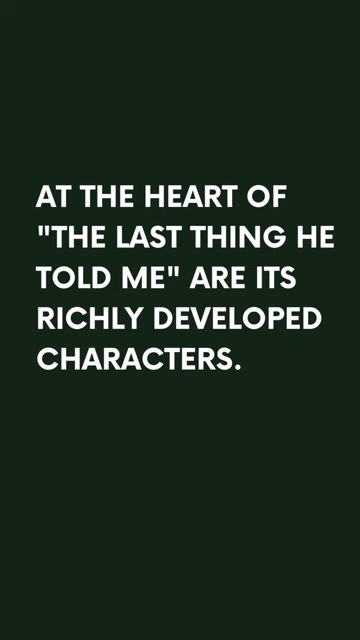 AT THE HEART OF
"THE LAST THING HE
TOLD ME" ARE ITS
RICHLY DEVELOPED
CHARACTERS.